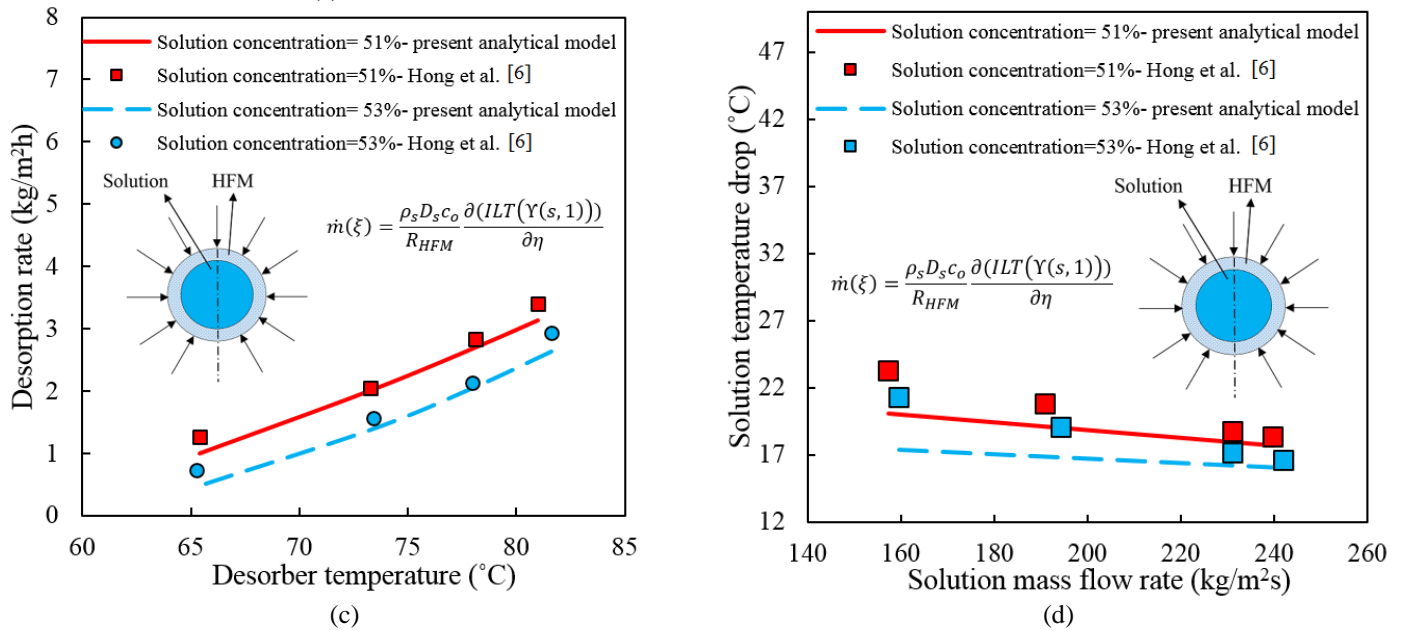 8
7
6
5
4
3
2
1
0
Desorption rate (kg/m²h)
Solution concentration= 51%- present analytical model
Solution concentration=51%- Hong et al. [6]
Solution concentration= 53%- present analytical model
Solution concentration=53%- Hong et al. [6]
Solution HFM
ṁ(ξ) = ρₛDₛcₒ/R_HFM ∂(ILT(ϒ(s, 1)))/∂η
60 65 70 75 80 85
Desorber temperature (˚C)
(c)
47
42
37
32
27
22
17
12
Solution temperature drop (˚C)
Solution concentration= 51%- present analytical model
Solution concentration=51%- Hong et al. [6]
Solution concentration= 53%- present analytical model
Solution concentration=53%- Hong et al. [6]
Solution HFM
ṁ(ξ) = ρₛDₛcₒ/R_HFM ∂(ILT(ϒ(s, 1)))/∂η
140 160 180 200 220 240 260
Solution mass flow rate (kg/m²s)
(d)